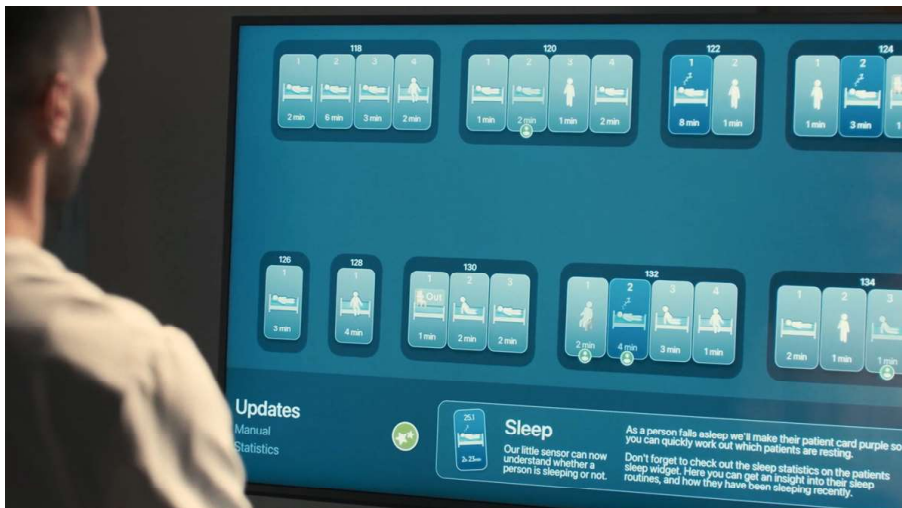 118
1 2 3 4
2 min 6 min 3 min 2 min
120
1 2 3 4
1 min 2 min 1 min 2 min
122
1 2
8 min 1 min
124
1 2
1 min 3 min 1
126
1
3 min
128
1
4 min
130
1 2 3
Out
1 min 2 min 2 min
132
1 2 3 4
2 min 4 min 3 min 1 min
134
1 2 3
2 min 1 min 1 min
Updates
Manual
Statistics
25.1
2h 23min
Sleep
Our little sensor can now
understand whether a
person is sleeping or not.
As a person falls asleep we'll make their patient card purple so
you can quickly work out which patients are resting.
Don't forget to check out the sleep statistics on the patients
sleep widget. Here you can get an insight into their sleep
routines, and how they have been sleeping recently.